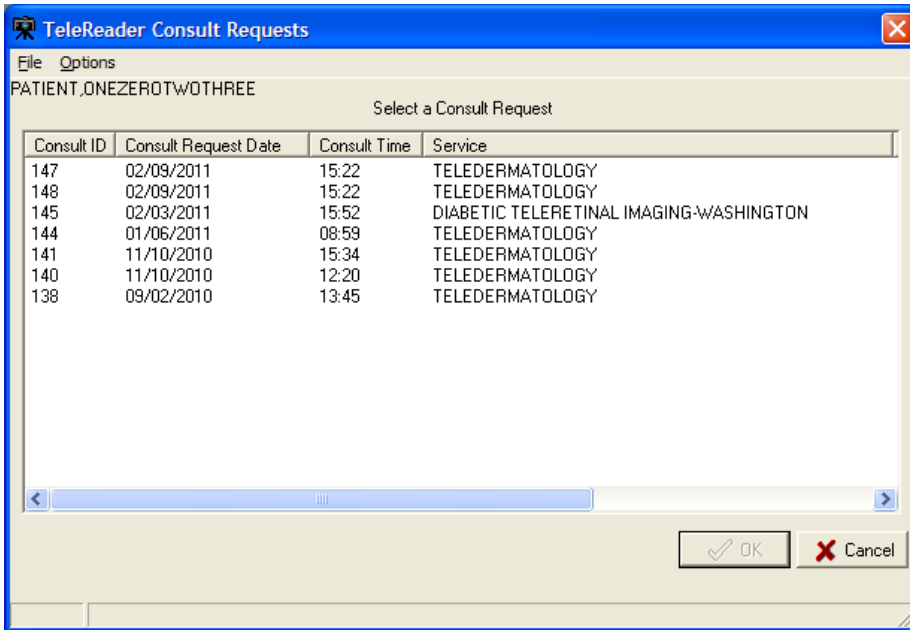 TeleReader Consult Requests
File Options
PATIENT,ONEZEROTWOTHREE
Select a Consult Request
Consult ID Consult Request Date Consult Time Service
147 02/09/2011 15:22 TELEDERMATOLOGY
148 02/09/2011 15:22 TELEDERMATOLOGY
145 02/03/2011 15:52 DIABETIC TELERETINAL IMAGING-WASHINGTON
144 01/06/2011 08:59 TELEDERMATOLOGY
141 11/10/2010 15:34 TELEDERMATOLOGY
140 11/10/2010 12:20 TELEDERMATOLOGY
138 09/02/2010 13:45 TELEDERMATOLOGY
OK Cancel